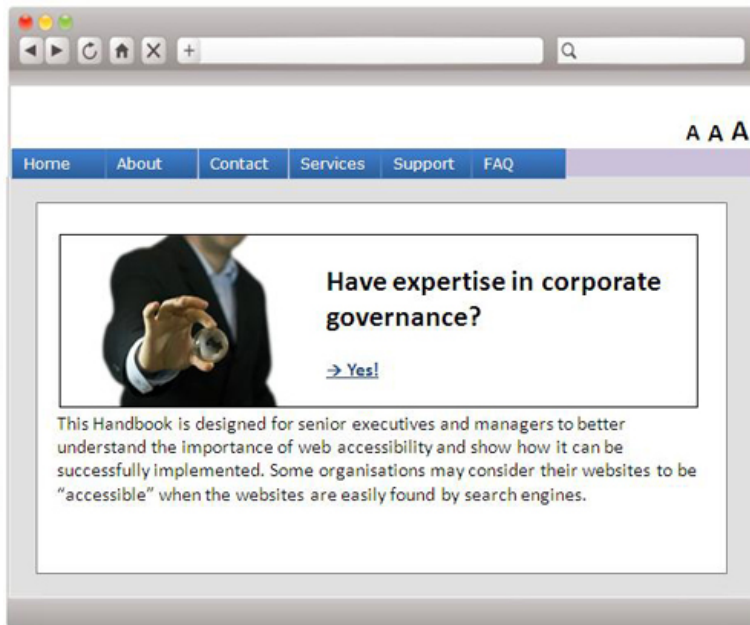 A A A
Home About Contact Services Support FAQ
Have expertise in corporate
governance?
→ Yes!
This Handbook is designed for senior executives and managers to better
understand the importance of web accessibility and show how it can be
successfully implemented. Some organisations may consider their websites to be
“accessible” when the websites are easily found by search engines.